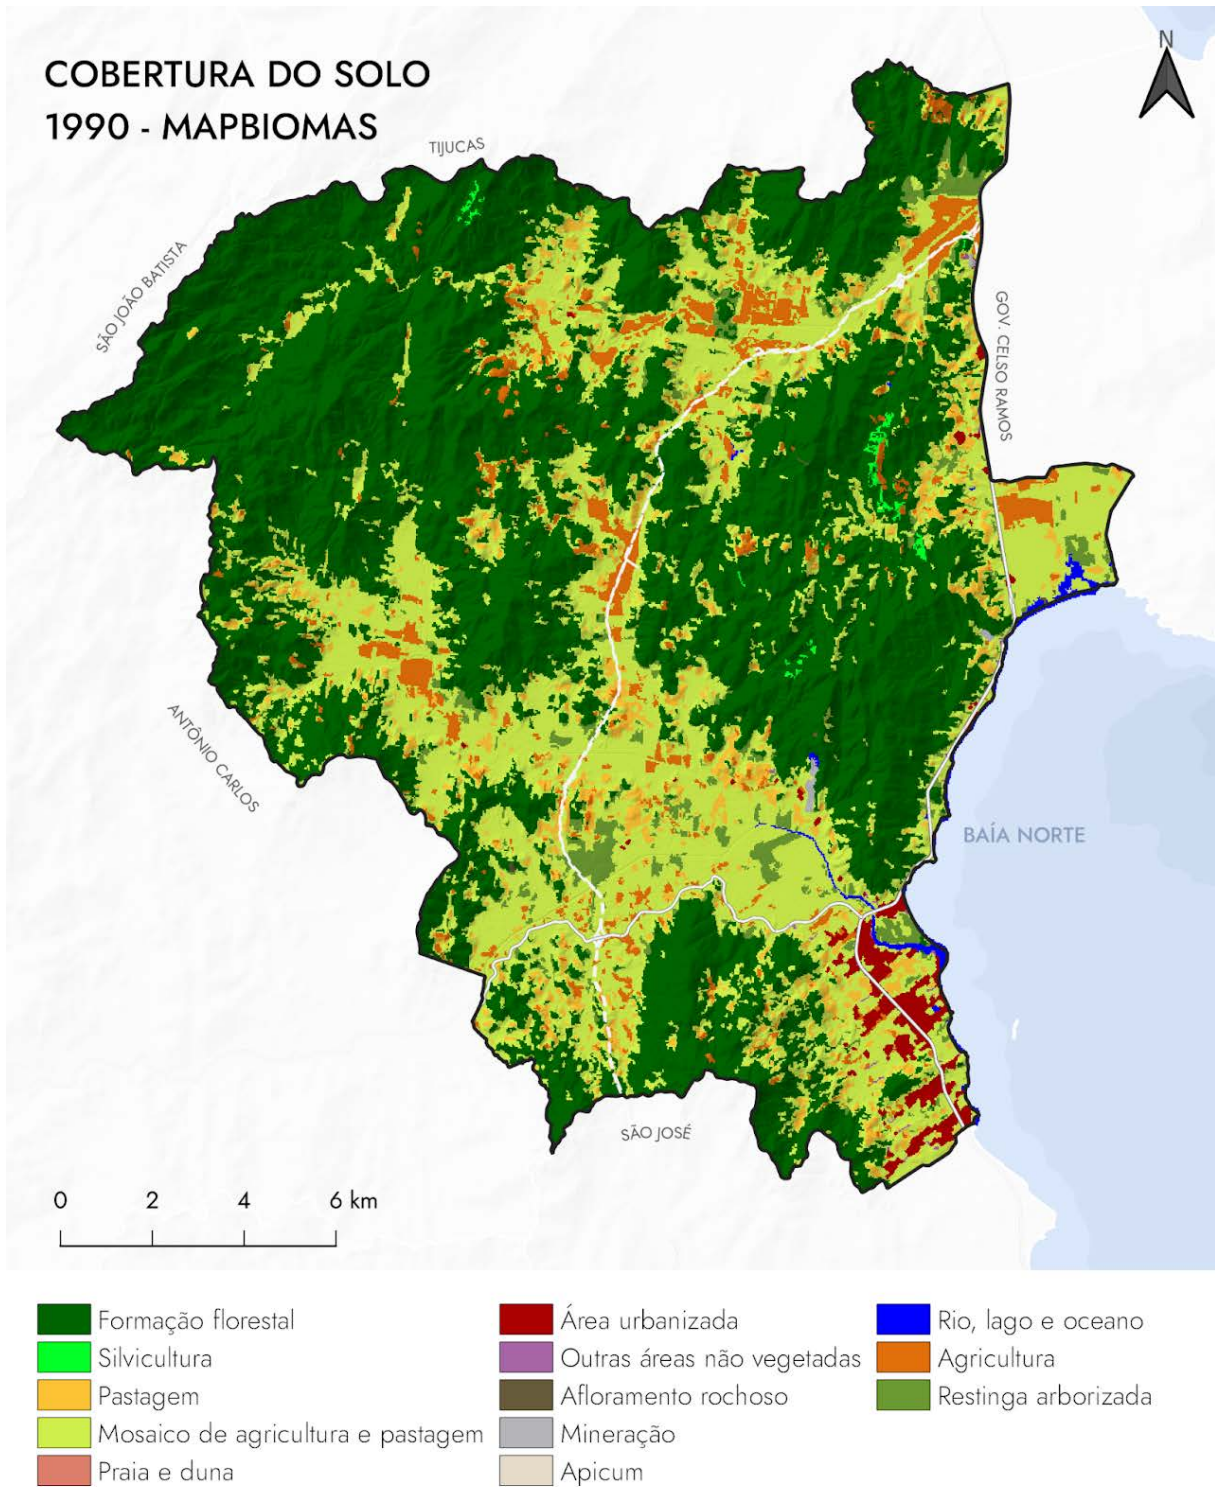 COBERTURA DO SOLO
1990 - MAPBIOMAS
N
TIJUCAS
SÃO JOÃO BATISTA
GOV. CELSO RAMOS
ANTÔNIO CARLOS
BAÍA NORTE
SÃO JOSÉ
0 2 4 6 km
Formação florestal
Silvicultura
Pastagem
Mosaico de agricultura e pastagem
Praia e duna
Área urbanizada
Outras áreas não vegetadas
Afloramento rochoso
Mineração
Apicum
Rio, lago e oceano
Agricultura
Restinga arborizada